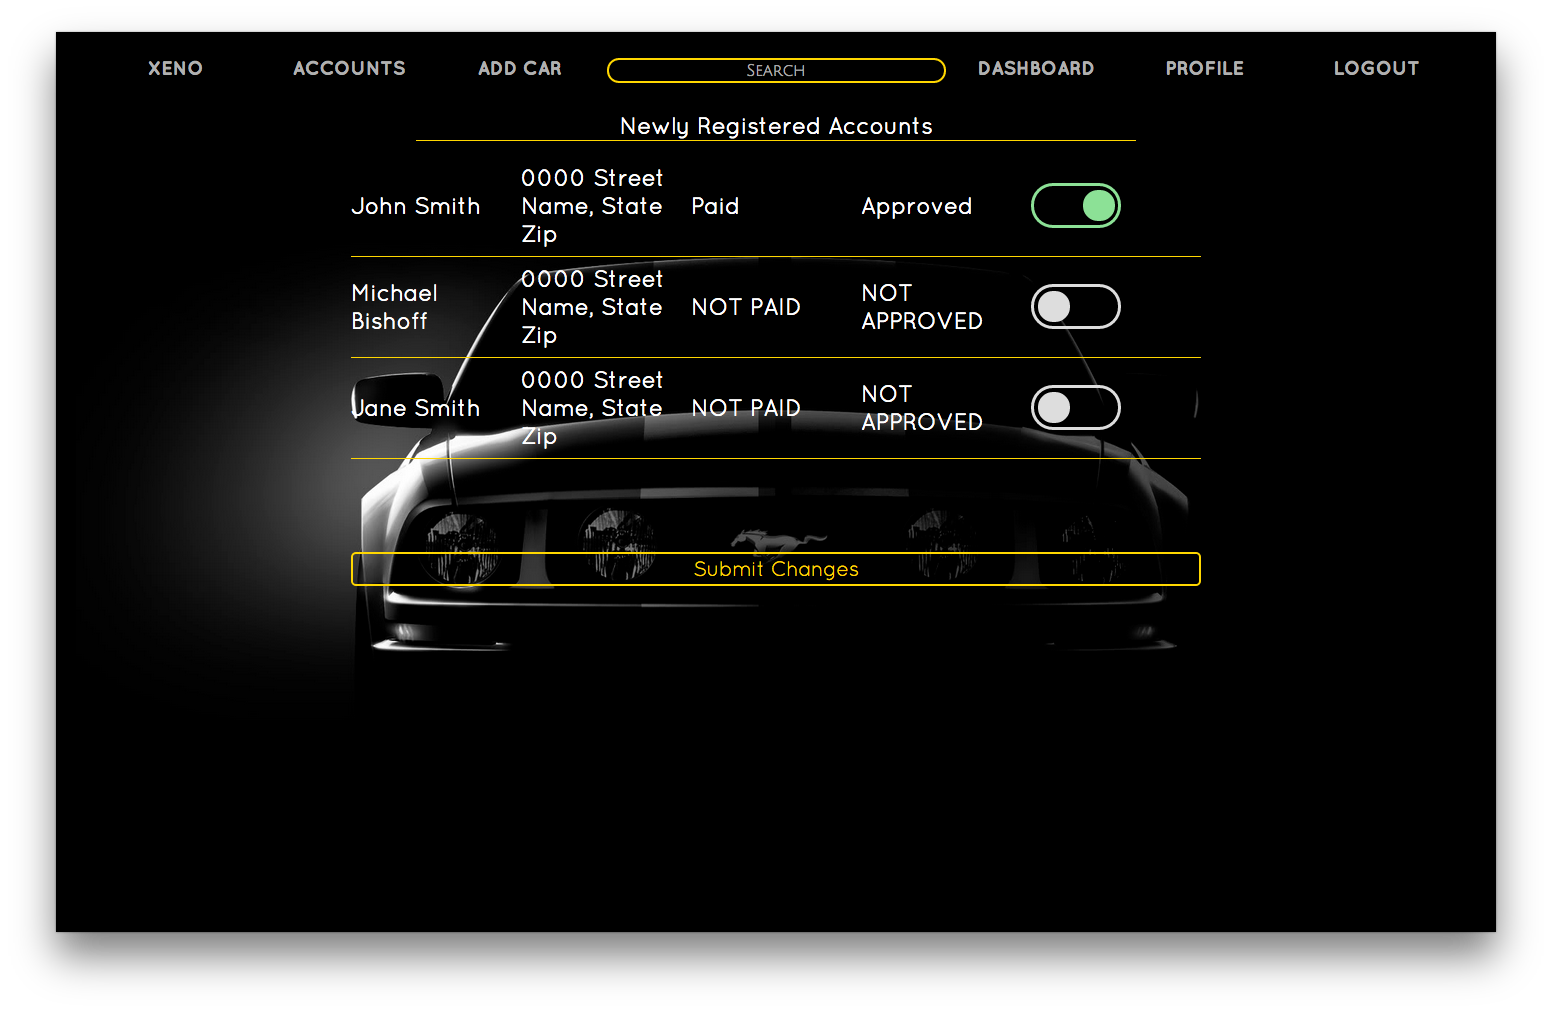 XENO ACCOUNTS ADD CAR SEARCH DASHBOARD PROFILE LOGOUT
Newly Registered Accounts
John Smith
0000 Street
Name, State
Zip
Paid
Approved
Michael
Bishoff
0000 Street
Name, State
Zip
NOT PAID
NOT
APPROVED
Jane Smith
0000 Street
Name, State
Zip
NOT PAID
NOT
APPROVED
Submit Changes